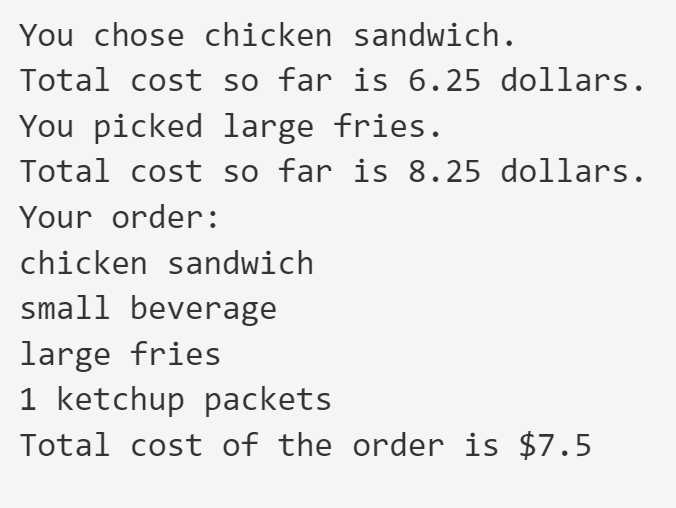 You chose chicken sandwich.
Total cost so far is 6.25 dollars.
You picked large fries.
Total cost so far is 8.25 dollars.
Your order:
chicken sandwich
small beverage
large fries
1 ketchup packets
Total cost of the order is $7.5